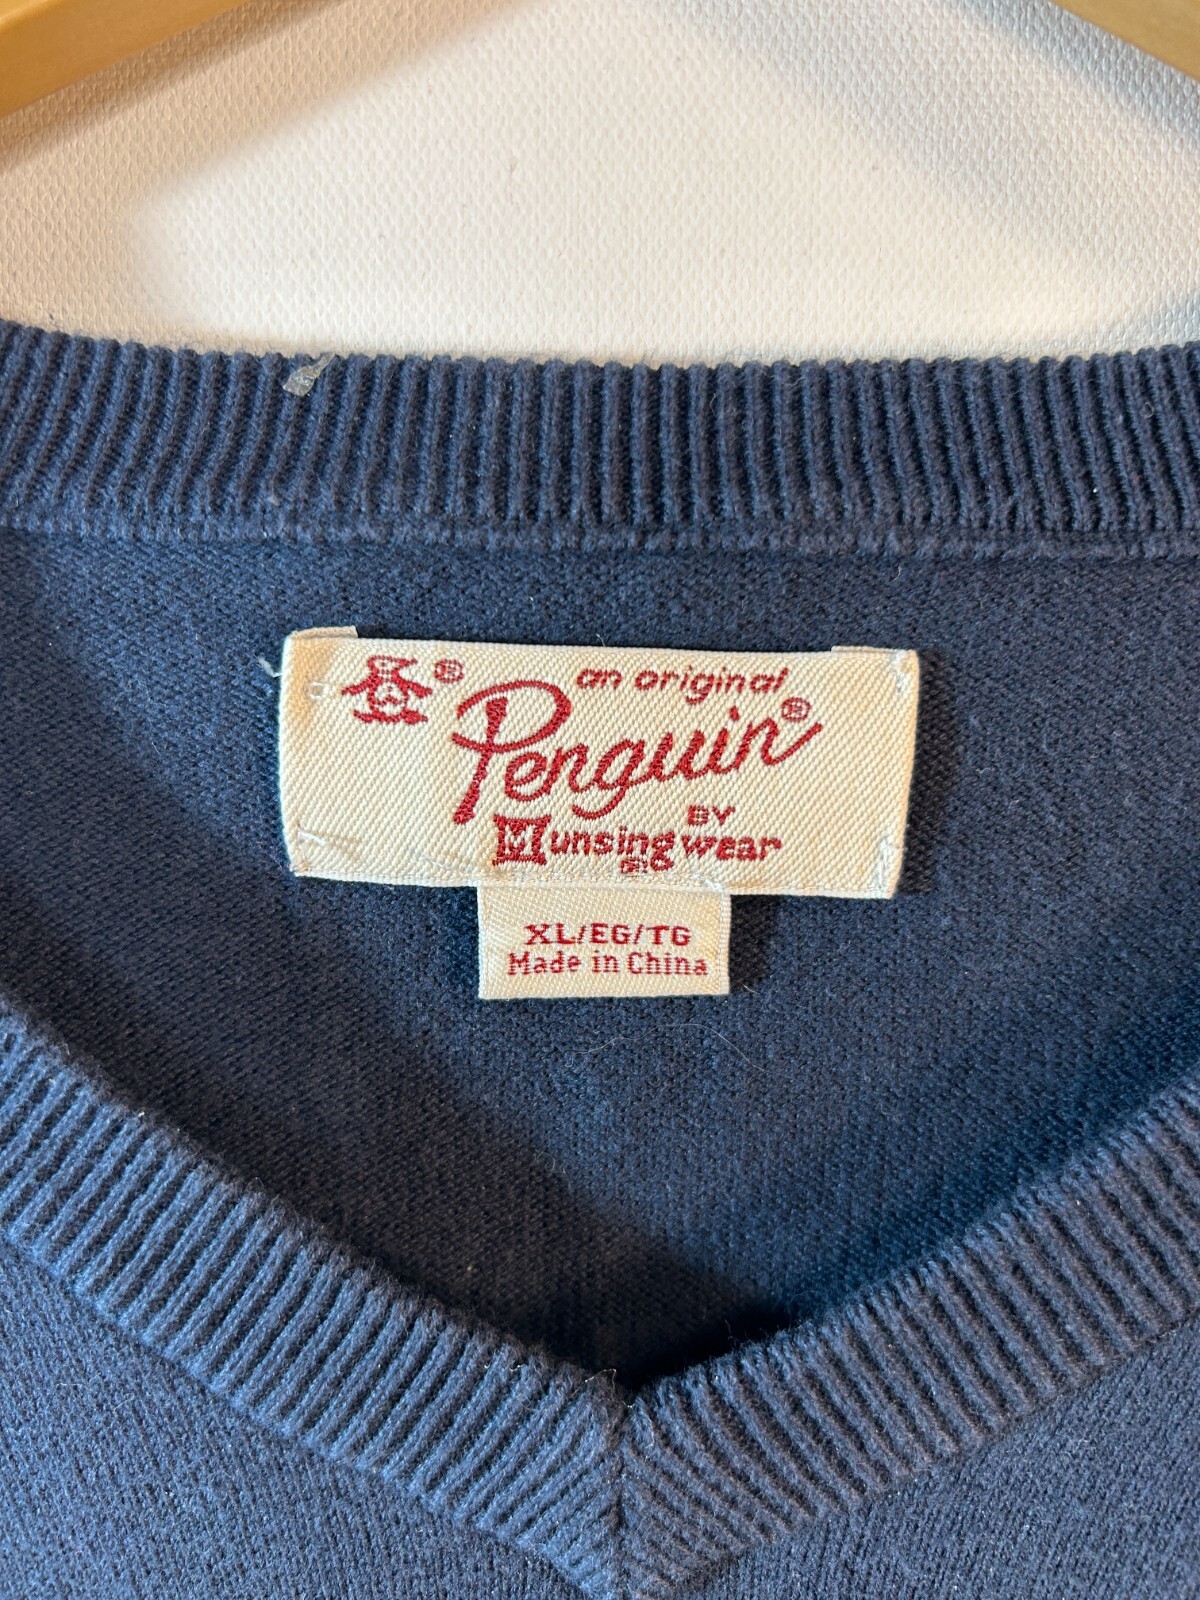 an original
Penguin®
BY
Munsingwear
®
XL/EG/TG
Made in China